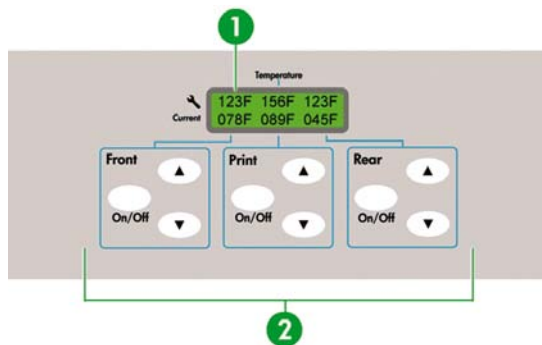 1
Temperature
123F 156F 123F
Current 078F 089F 045F
Front Print Rear
On/Off On/Off On/Off
2